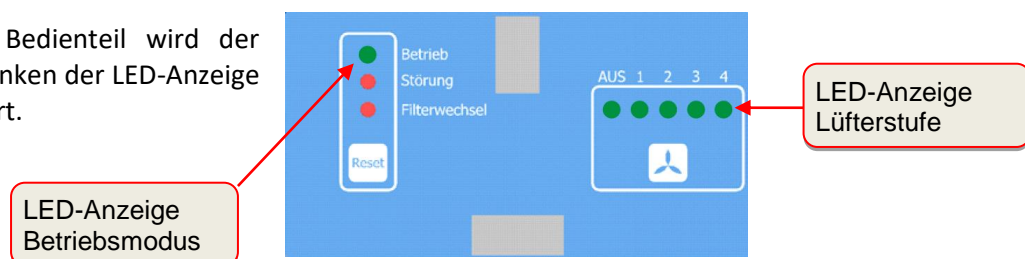 Bedienteil wird der
nken der LED-Anzeige
rt.
Betrieb
Störung
Filterwechsel
Reset
AUS 1 2 3 4
LED-Anzeige
Lüfterstufe
LED-Anzeige
Betriebsmodus